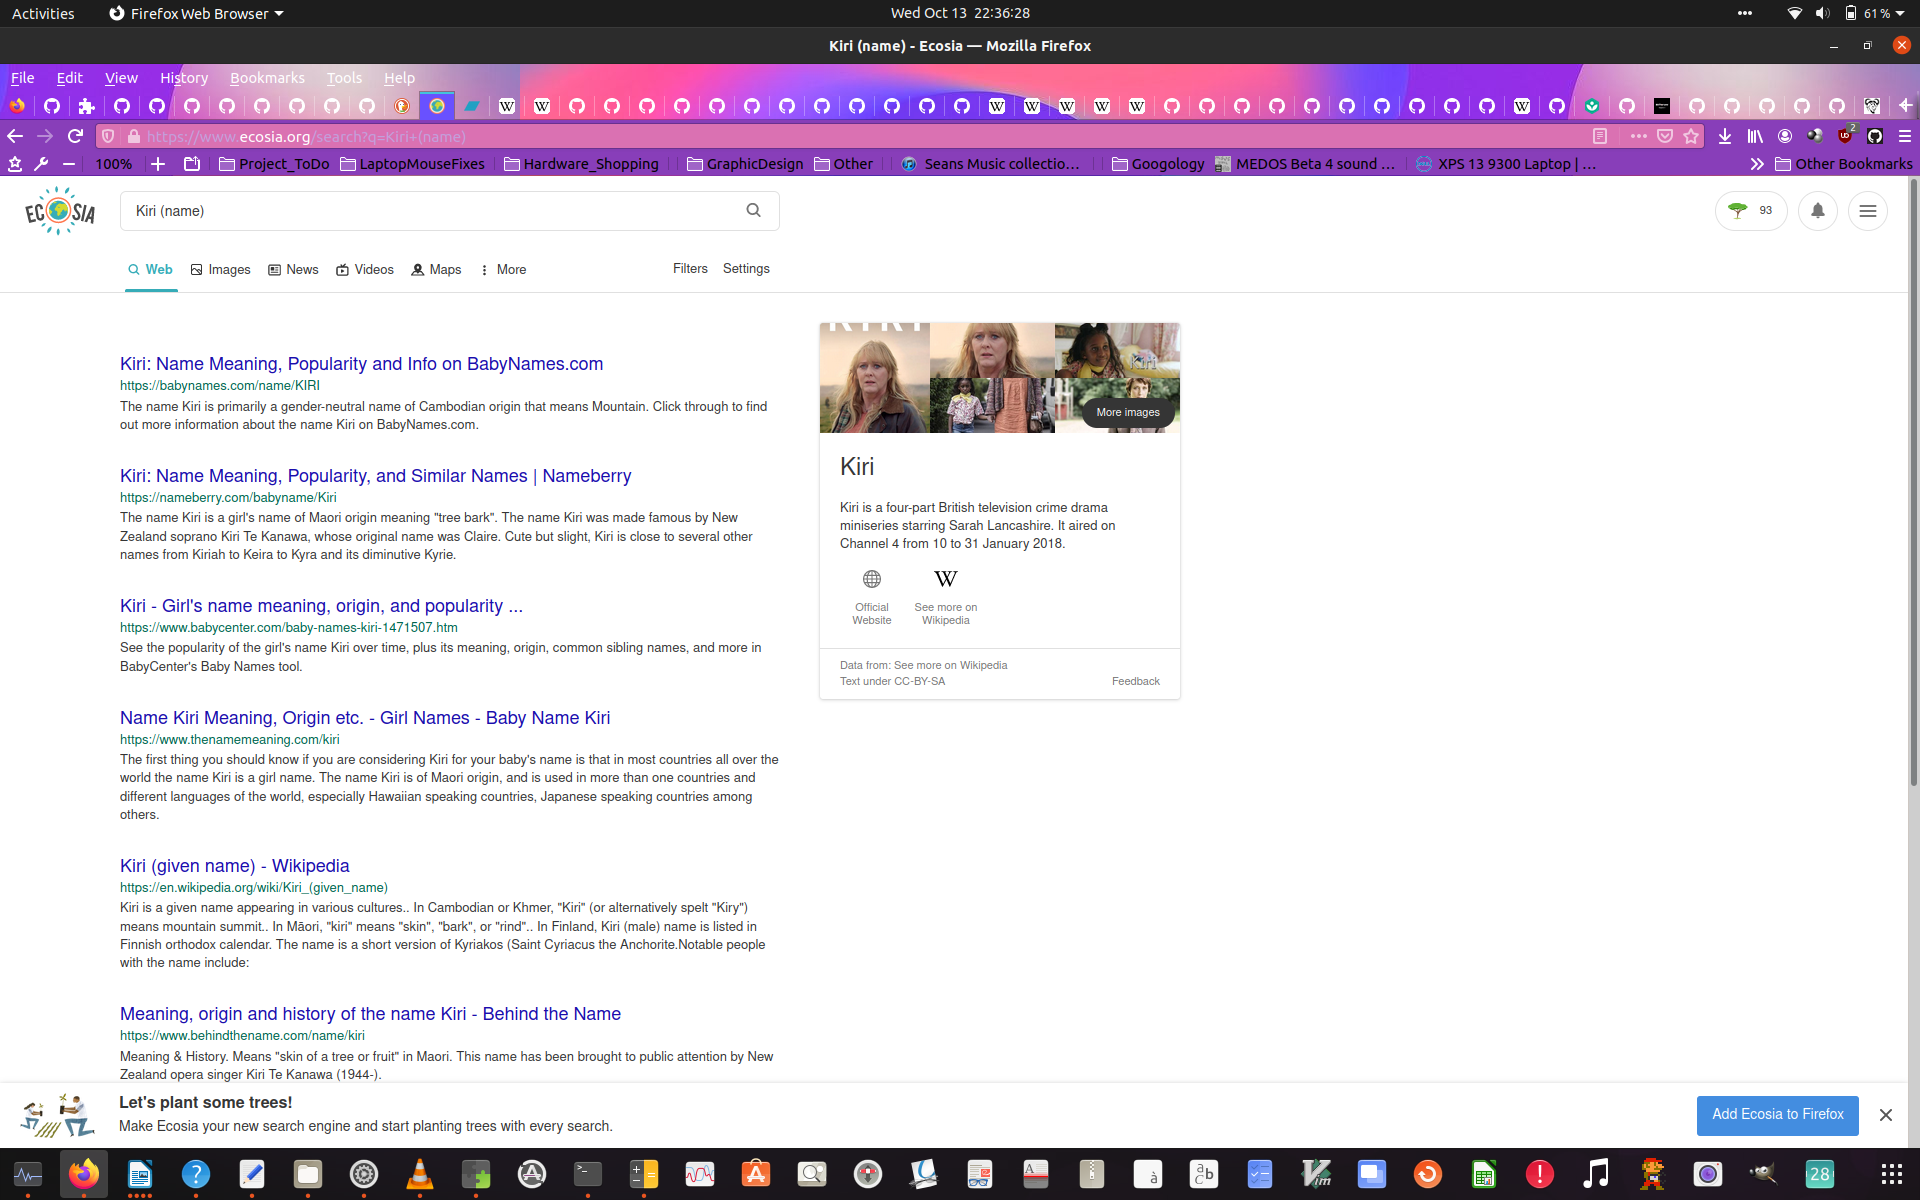 Activities
Firefox Web Browser
Wed Oct 13 22:36:28
61 %
Kiri (name) - Ecosia — Mozilla Firefox
File Edit View History Bookmarks Tools Help
https://www.ecosia.org/search?q=Kiri+(name)
2
100%
Project_ToDo
LaptopMouseFixes
Hardware_Shopping
GraphicDesign
Other
Seans Music collectio…
Googology
MEDOS Beta 4 sound …
XPS 13 9300 Laptop | …
Other Bookmarks
ECOSIA
Kiri (name)
93
Web
Images
News
Videos
Maps
More
Filters
Settings
Kiri: Name Meaning, Popularity and Info on BabyNames.com
https://babynames.com/name/KIRI
The name Kiri is primarily a gender-neutral name of Cambodian origin that means Mountain. Click through to find
out more information about the name Kiri on BabyNames.com.
Kiri: Name Meaning, Popularity, and Similar Names | Nameberry
https://nameberry.com/babyname/Kiri
The name Kiri is a girl's name of Maori origin meaning "tree bark". The name Kiri was made famous by New
Zealand soprano Kiri Te Kanawa, whose original name was Claire. Cute but slight, Kiri is close to several other
names from Kiriah to Keira to Kyra and its diminutive Kyrie.
Kiri - Girl's name meaning, origin, and popularity ...
https://www.babycenter.com/baby-names-kiri-1471507.htm
See the popularity of the girl's name Kiri over time, plus its meaning, origin, common sibling names, and more in
BabyCenter's Baby Names tool.
Name Kiri Meaning, Origin etc. - Girl Names - Baby Name Kiri
https://www.thenamemeaning.com/kiri
The first thing you should know if you are considering Kiri for your baby's name is that in most countries all over the
world the name Kiri is a girl name. The name Kiri is of Maori origin, and is used in more than one countries and
different languages of the world, especially Hawaiian speaking countries, Japanese speaking countries among
others.
Kiri (given name) - Wikipedia
https://en.wikipedia.org/wiki/Kiri_(given_name)
Kiri is a given name appearing in various cultures.. In Cambodian or Khmer, "Kiri" (or alternatively spelt "Kiry")
means mountain summit.. In Māori, "kiri" means "skin", "bark", or "rind".. In Finland, Kiri (male) name is listed in
Finnish orthodox calendar. The name is a short version of Kyriakos (Saint Cyriacus the Anchorite.Notable people
with the name include:
Meaning, origin and history of the name Kiri - Behind the Name
https://www.behindthename.com/name/kiri
Meaning & History. Means "skin of a tree or fruit" in Maori. This name has been brought to public attention by New
Zealand opera singer Kiri Te Kanawa (1944-).
KIRI
Kiri
More images
Kiri
Kiri is a four-part British television crime drama
miniseries starring Sarah Lancashire. It aired on
Channel 4 from 10 to 31 January 2018.
W
Official
Website
See more on
Wikipedia
Data from: See more on Wikipedia
Text under CC-BY-SA
Feedback
Let's plant some trees!
Make Ecosia your new search engine and start planting trees with every search.
Add Ecosia to Firefox
28